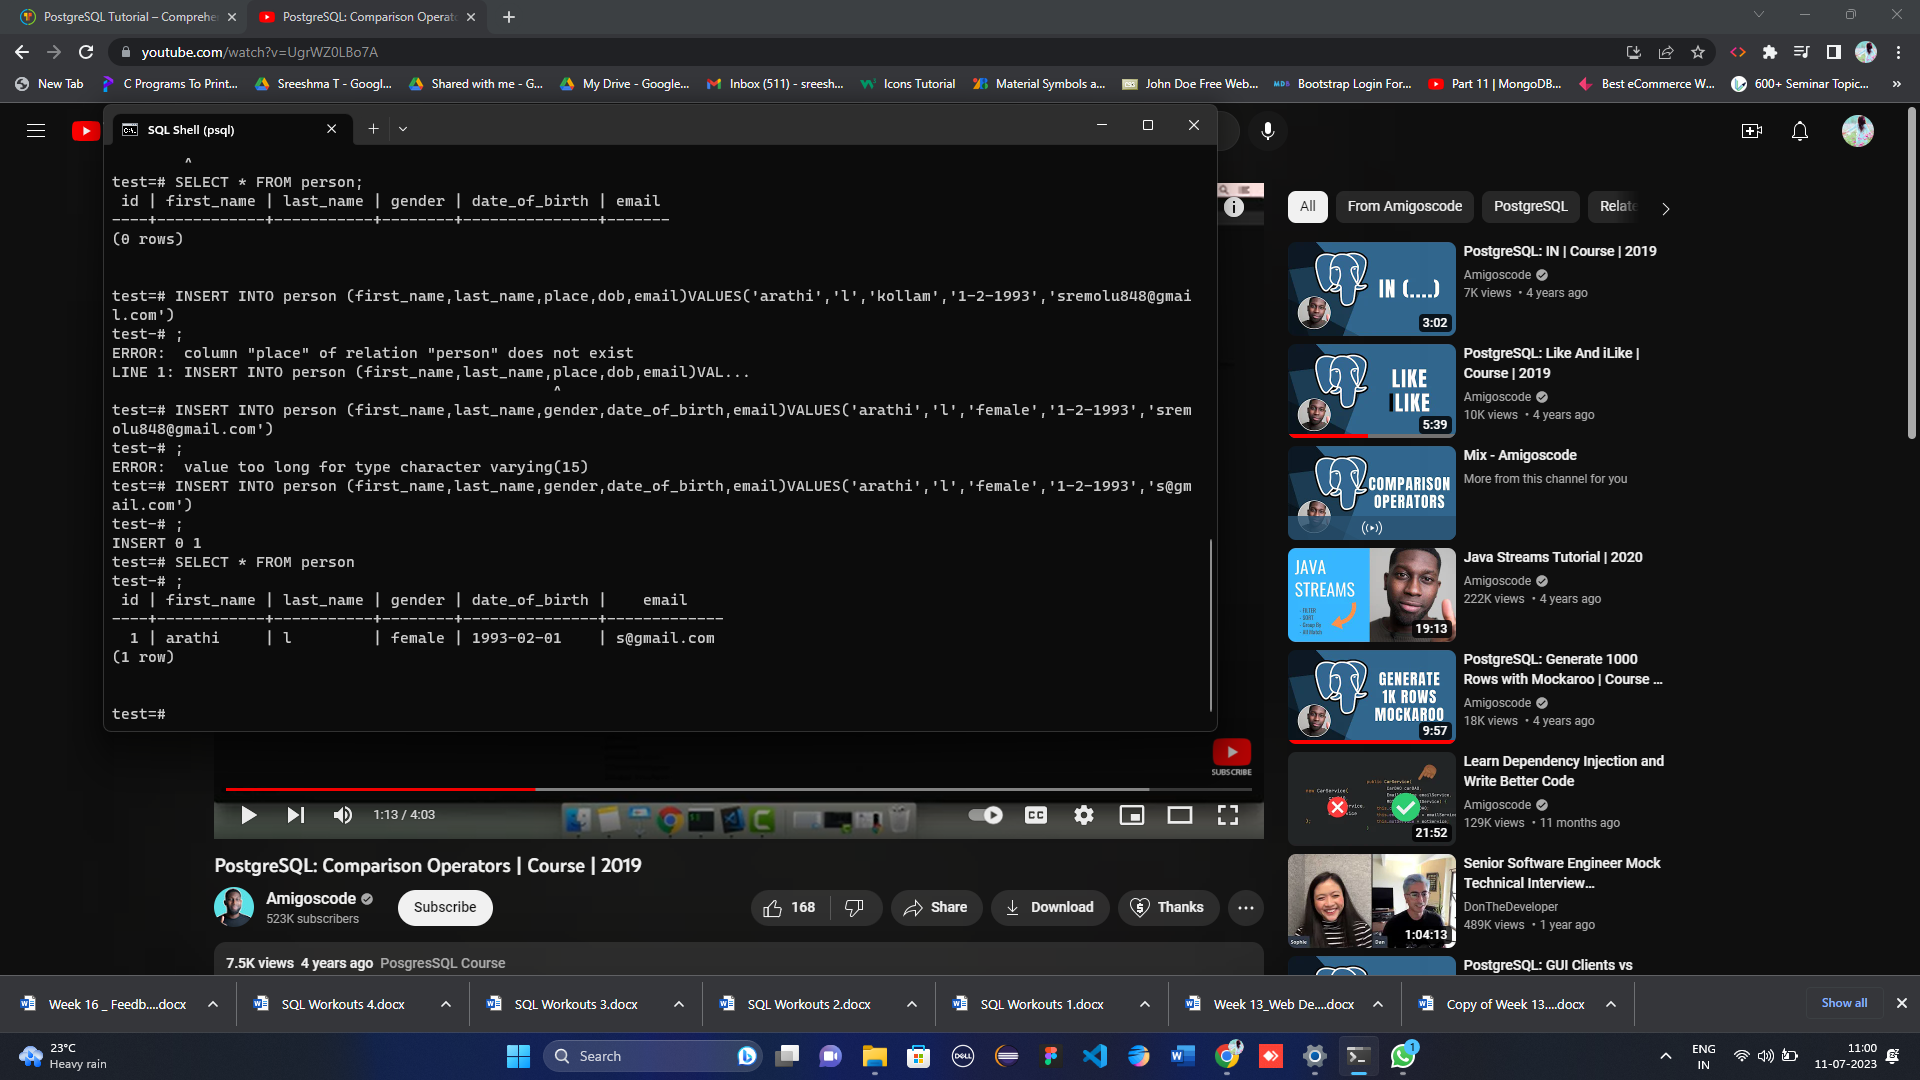 PostgreSQL Tutorial – Comprehe
PostgreSQL: Comparison Operato
youtube.com/watch?v=UgrWZ0LBo7A
New Tab
C Programs To Print...
Sreeshma T - Googl...
Shared with me - G...
My Drive - Google...
Inbox (511) - sreesh...
Icons Tutorial
Material Symbols a...
John Doe Free Web...
Bootstrap Login For...
Part 11 | MongoDB...
Best eCommerce W...
600+ Seminar Topic...
SQL Shell (psql)
^
test=# SELECT * FROM person;
id | first_name | last_name | gender | date_of_birth | email
----+------------+-----------+--------+---------------+-------
(0 rows)
test=# INSERT INTO person (first_name,last_name,place,dob,email)VALUES('arathi','l','kollam','1-2-1993','sremolu848@gmai
l.com')
test-# ;
ERROR:  column "place" of relation "person" does not exist
LINE 1: INSERT INTO person (first_name,last_name,place,dob,email)VAL...
^
test=# INSERT INTO person (first_name,last_name,gender,date_of_birth,email)VALUES('arathi','l','female','1-2-1993','srem
olu848@gmail.com')
test-# ;
ERROR:  value too long for type character varying(15)
test=# INSERT INTO person (first_name,last_name,gender,date_of_birth,email)VALUES('arathi','l','female','1-2-1993','s@gm
ail.com')
test-# ;
INSERT 0 1
test=# SELECT * FROM person
test-# ;
id | first_name | last_name | gender | date_of_birth |    email
----+------------+-----------+--------+---------------+-------------
1 | arathi     | l         | female | 1993-02-01    | s@gmail.com
(1 row)
test=#
SUBSCRIBE
1:13 / 4:03
CC
PostgreSQL: Comparison Operators | Course | 2019
Amigoscode
523K subscribers
Subscribe
168
Share
Download
Thanks
7.5K views 4 years ago PosgresSQL Course
All
From Amigoscode
PostgreSQL
Relate
IN (....)
3:02
PostgreSQL: IN | Course | 2019
Amigoscode
7K views • 4 years ago
LIKE
ILIKE
5:39
PostgreSQL: Like And iLike |
Course | 2019
Amigoscode
10K views • 4 years ago
COMPARISON
OPERATORS
Mix - Amigoscode
More from this channel for you
JAVA
STREAMS
19:13
Java Streams Tutorial | 2020
Amigoscode
222K views • 4 years ago
GENERATE
1K ROWS
MOCKAROO
9:57
PostgreSQL: Generate 1000
Rows with Mockaroo | Course ...
Amigoscode
18K views • 4 years ago
21:52
Learn Dependency Injection and
Write Better Code
Amigoscode
129K views • 11 months ago
Sophie
Dan
1:04:13
Senior Software Engineer Mock
Technical Interview...
DonTheDeveloper
489K views • 1 year ago
PostgreSQL: GUI Clients vs
Week 16 _ Feedb....docx
SQL Workouts 4.docx
SQL Workouts 3.docx
SQL Workouts 2.docx
SQL Workouts 1.docx
Week 13_Web De....docx
Copy of Week 13....docx
Show all
23°C
Heavy rain
Search
DELL
1
ENG
IN
11:00
11-07-2023